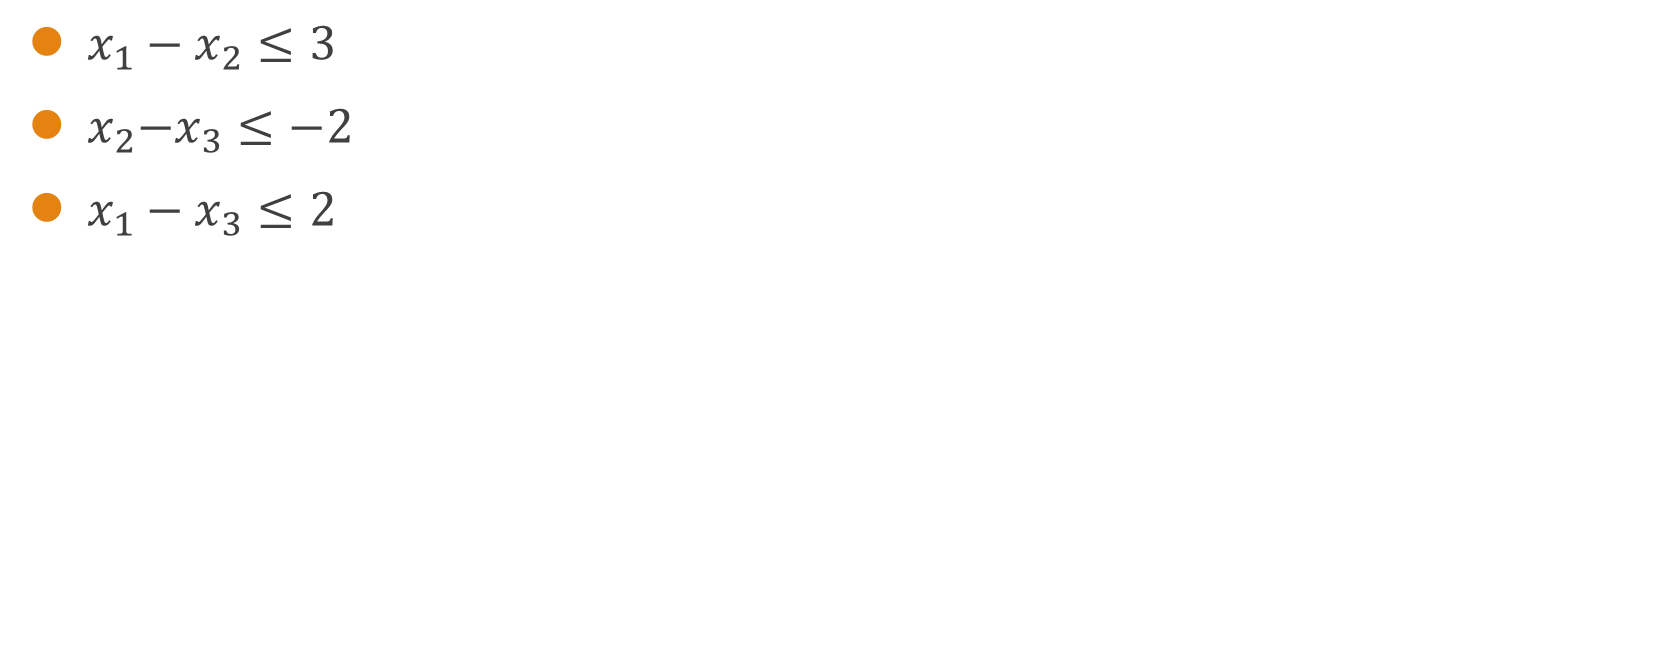 ● x₁ − x₂ ≤ 3
● x₂−x₃ ≤ −2
● x₁ − x₃ ≤ 2